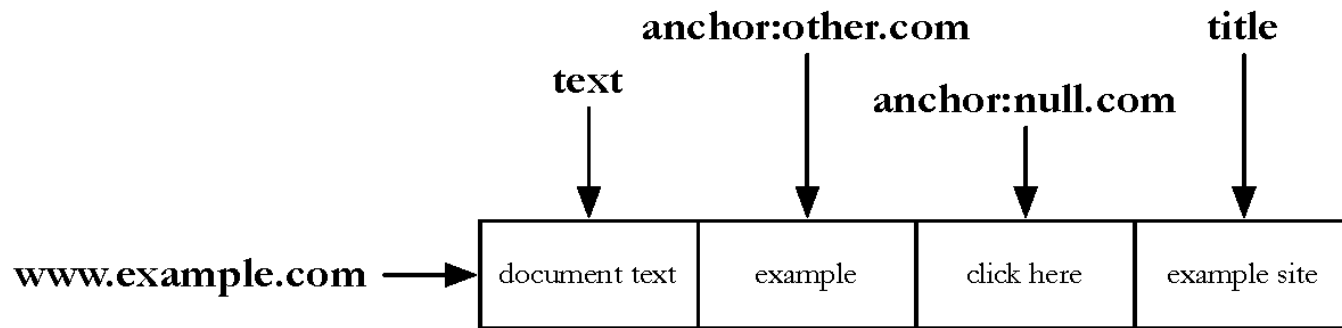 anchor:other.com
title
text
anchor:null.com
www.example.com
document text
example
click here
example site